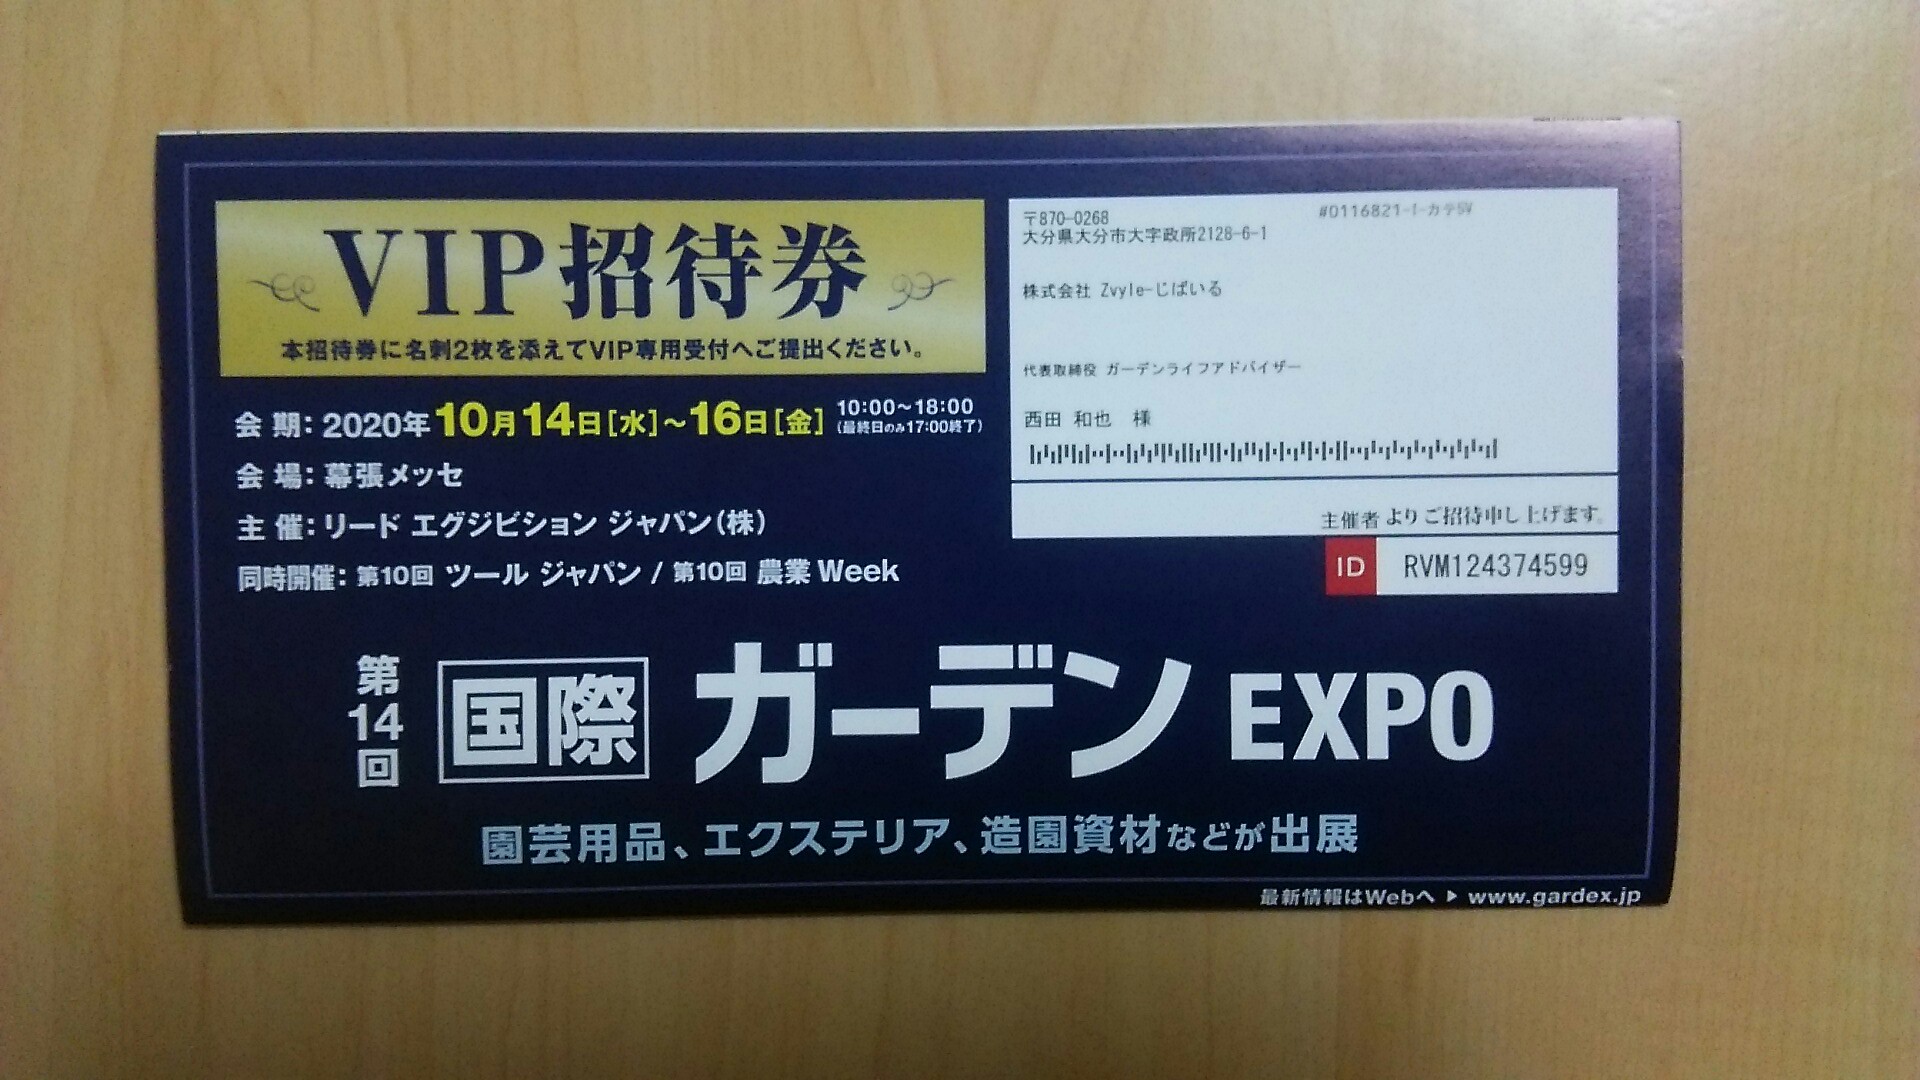 VIP招待券
本招待券に名刺2枚を添えてVIP専用受付へご提出ください。
会 期：2020年10月14日[水]～16日[金] 10:00～18:00
(最終日のみ17:00終了)
会 場：幕張メッセ
主 催：リード エグジビション ジャパン(株)
同時開催：第10回 ツール ジャパン / 第10回 農業 Week
〒870-0268
#0116821-1-カテSV
大分県大分市大字政所2128-6-1
株式会社 Zvyle-じばいる
代表取締役 ガーデンライフアドバイザー
西田 和也 様
主催者 よりご招待申し上げます。
ID RVM124374599
第14回 国際 ガーデン EXPO
園芸用品、エクステリア、造園資材などが出展
最新情報はWebへ ▶ www.gardex.jp